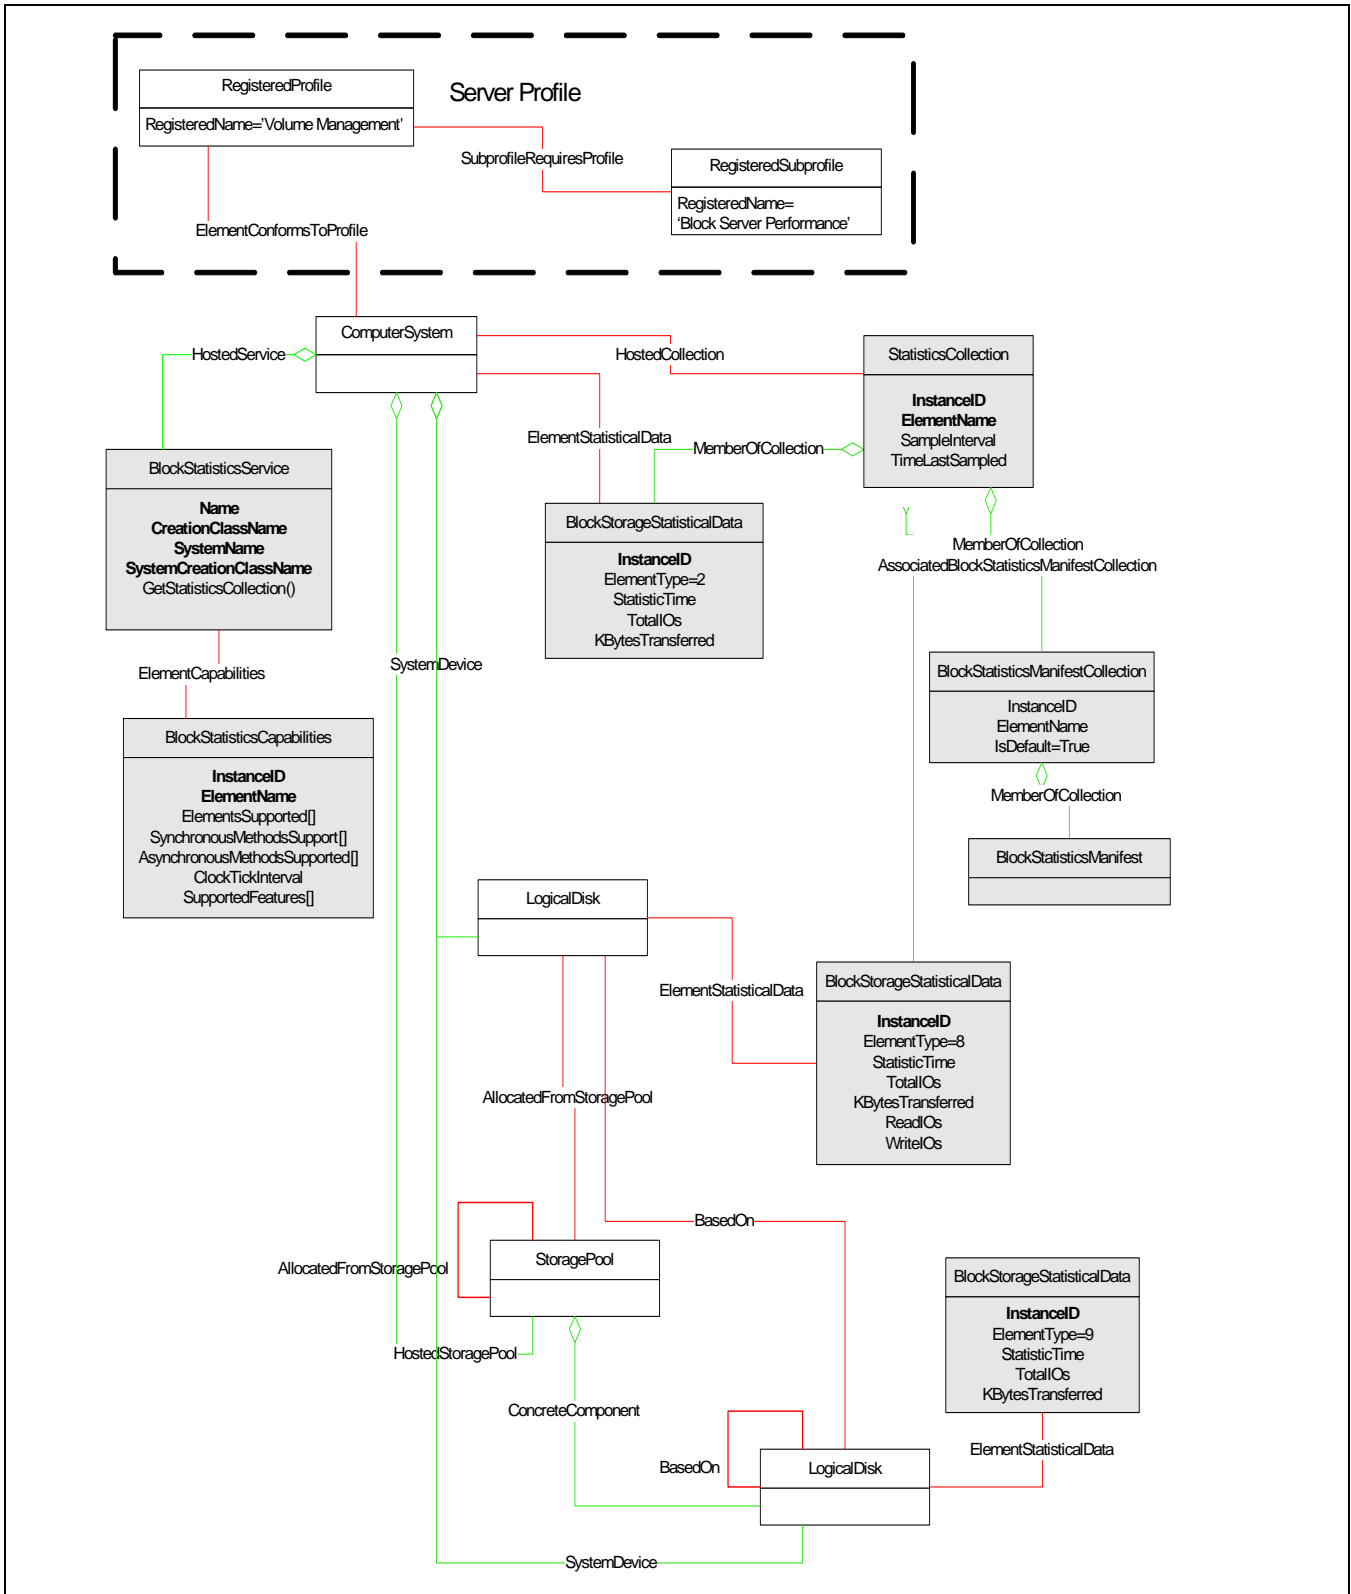 RegisteredProfile
Server Profile
RegisteredName='Volume Management'
SubprofileRequiresProfile
RegisteredSubprofile
RegisteredName=
'Block Server Performance'
ElementConformsToProfile
ComputerSystem
HostedService
HostedCollection
StatisticsCollection
InstanceID
ElementName
SampleInterval
TimeLastSampled
ElementStatisticalData
MemberOfCollection
BlockStatisticsService
Name
CreationClassName
SystemName
SystemCreationClassName
GetStatisticsCollection()
BlockStorageStatisticalData
InstanceID
ElementType=2
StatisticTime
TotalIOs
KBytesTransferred
MemberOfCollection
AssociatedBlockStatisticsManifestCollection
SystemDevice
ElementCapabilities
BlockStatisticsManifestCollection
InstanceID
ElementName
IsDefault=True
BlockStatisticsCapabilities
InstanceID
ElementName
ElementsSupported[]
SynchronousMethodsSupport[]
AsynchronousMethodsSupported[]
ClockTickInterval
SupportedFeatures[]
MemberOfCollection
BlockStatisticsManifest
LogicalDisk
ElementStatisticalData
BlockStorageStatisticalData
InstanceID
ElementType=8
StatisticTime
TotalIOs
KBytesTransferred
ReadIOs
WriteIOs
AllocatedFromStoragePool
BasedOn
StoragePool
AllocatedFromStoragePool
BlockStorageStatisticalData
InstanceID
ElementType=9
StatisticTime
TotalIOs
KBytesTransferred
HostedStoragePool
ConcreteComponent
ElementStatisticalData
BasedOn
LogicalDisk
SystemDevice